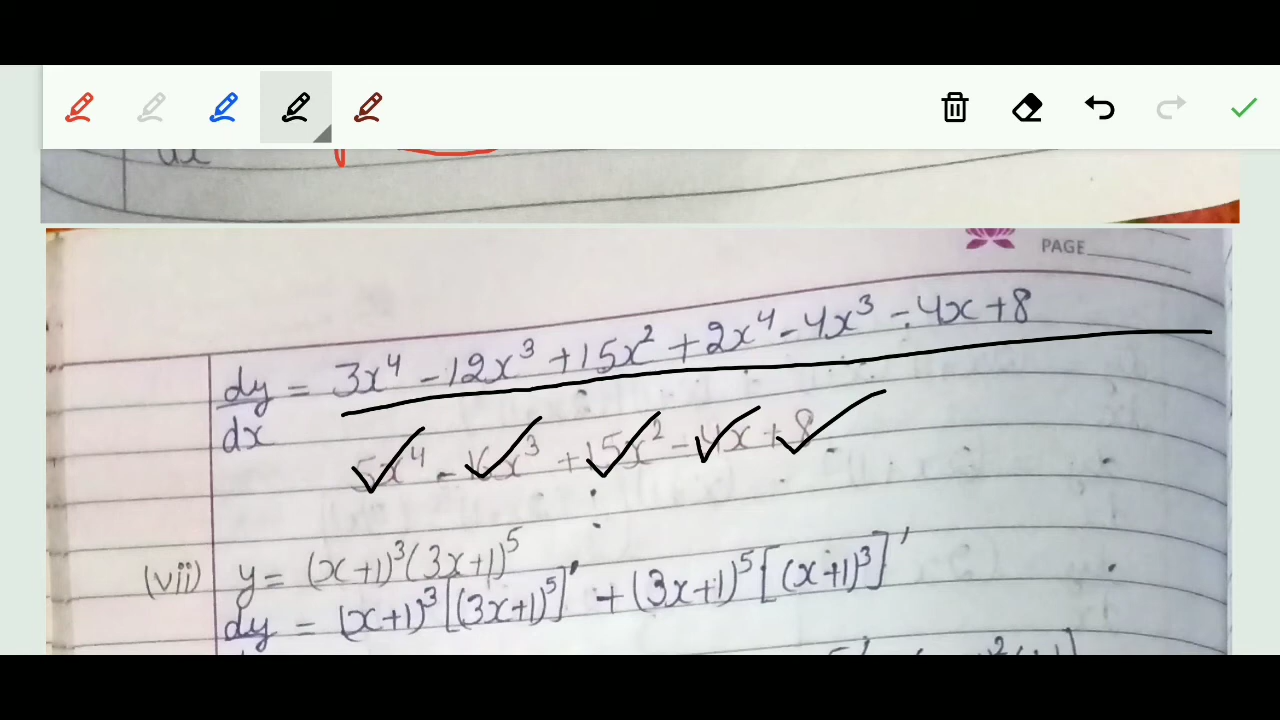 PAGE
dy/dx = 3x⁴ - 12x³ + 15x² + 2x⁴ - 4x³ - 4x + 8
5x⁴ - 16x³ + 15x² - 4x + 8
(vii) y = (x+1)³(3x+1)⁵
dy = (x+1)³[(3x+1)⁵]' + (3x+1)⁵[(x+1)³]'